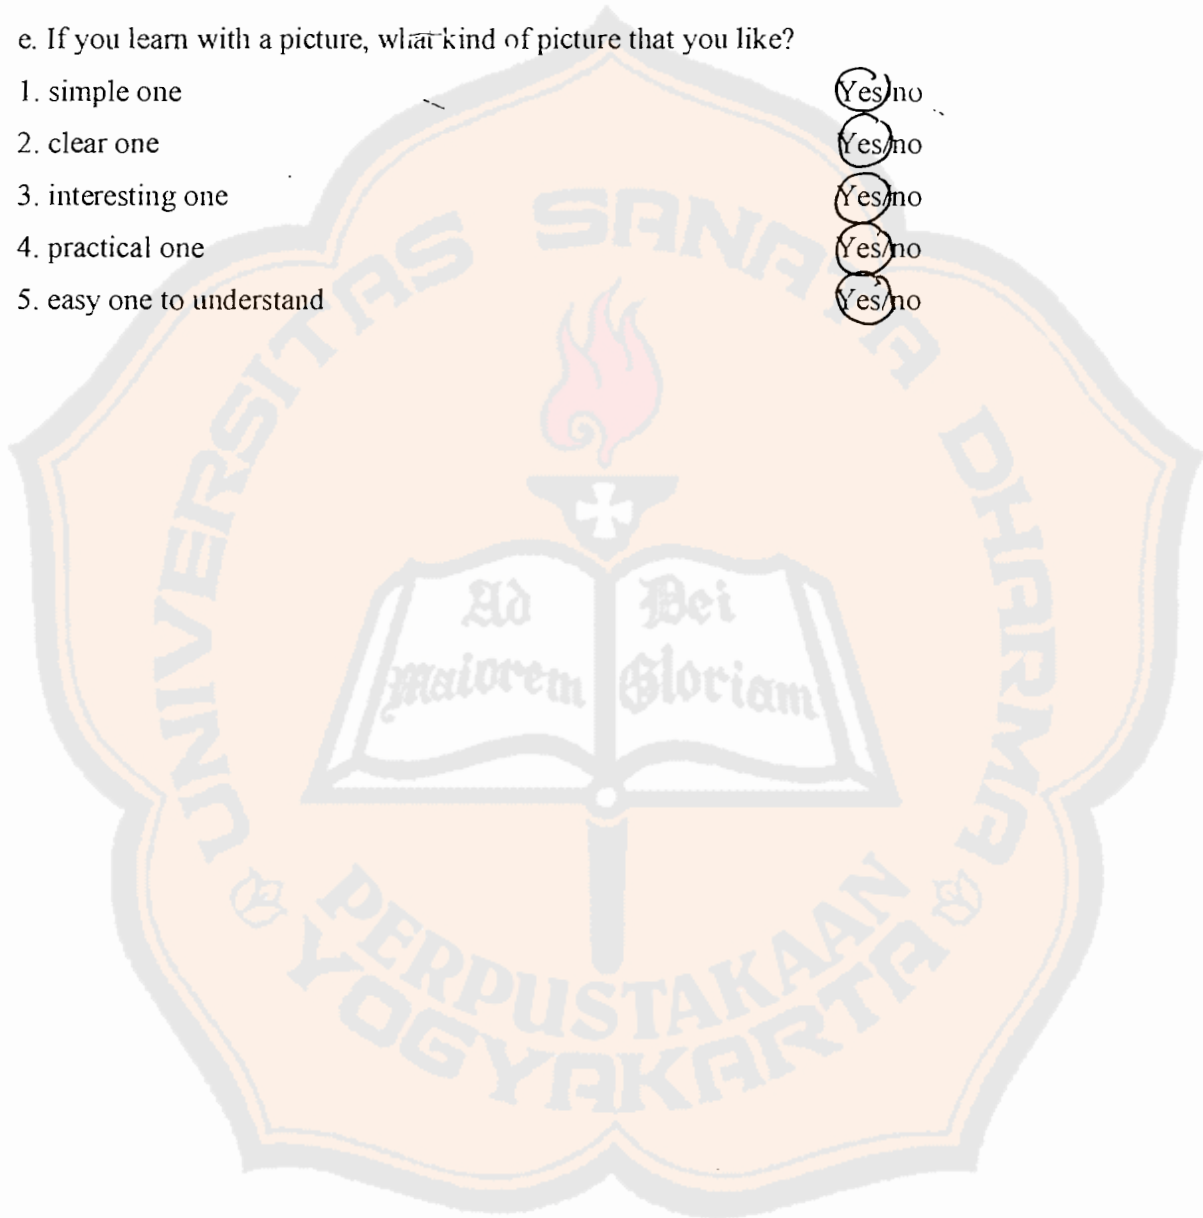 e. If you learn with a picture, what kind of picture that you like?
1. simple one Yes/no
2. clear one Yes/no
3. interesting one Yes/no
4. practical one Yes/no
5. easy one to understand Yes/no
UNIVERSITAS SANATA DHARMA
Ad Dei
Maiorem Gloriam
PERPUSTAKAAN
YOGYAKARTA